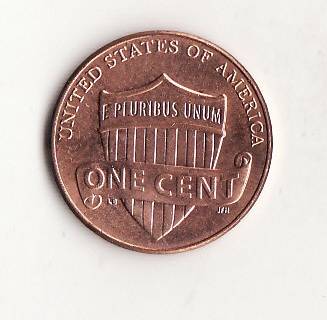 UNITED STATES OF AMERICA
E PLURIBUS UNUM
ONE CENT